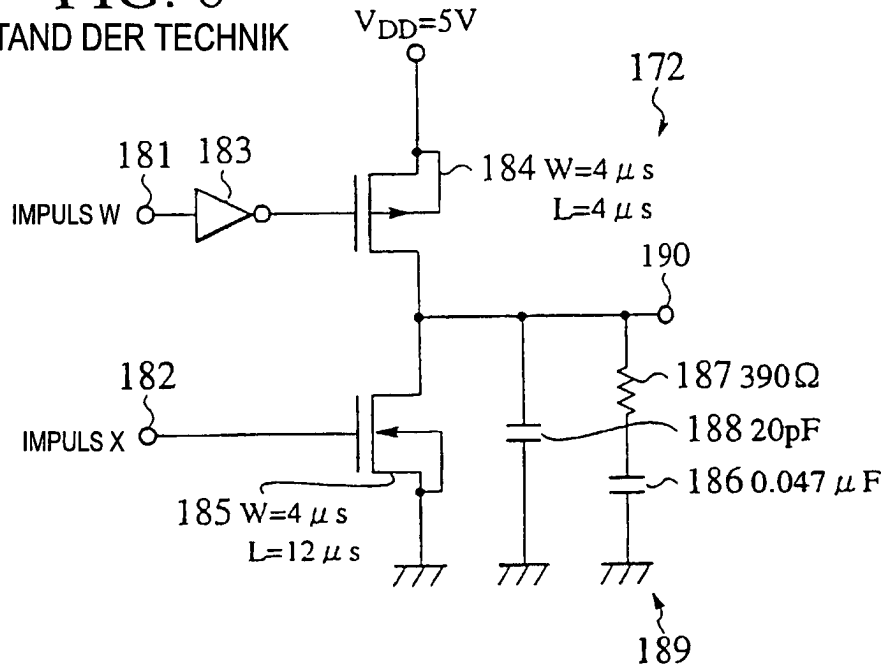 FIG.
TAND DER TECHNIK
VDD=5V
172
181
183
184 W=4 μ s
L=4 μ s
IMPULS W
190
182
187 390Ω
IMPULS X
188 20pF
186 0.047 μ F
185 W=4 μ s
L=12 μ s
189